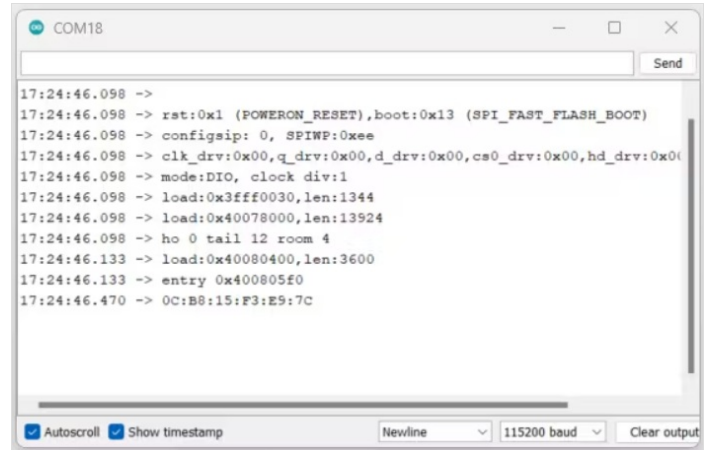 COM18
Send
17:24:46.098 ->
17:24:46.098 -> rst:0x1 (POWERON_RESET),boot:0x13 (SPI_FAST_FLASH_BOOT)
17:24:46.098 -> configsip: 0, SPIWP:0xee
17:24:46.098 -> clk_drv:0x00,q_drv:0x00,d_drv:0x00,cs0_drv:0x00,hd_drv:0x00
17:24:46.098 -> mode:DIO, clock div:1
17:24:46.098 -> load:0x3fff0030,len:1344
17:24:46.098 -> load:0x40078000,len:13924
17:24:46.098 -> ho 0 tail 12 room 4
17:24:46.133 -> load:0x40080400,len:3600
17:24:46.133 -> entry 0x400805f0
17:24:46.470 -> 0C:B8:15:F3:E9:7C
Autoscroll Show timestamp Newline 115200 baud Clear output